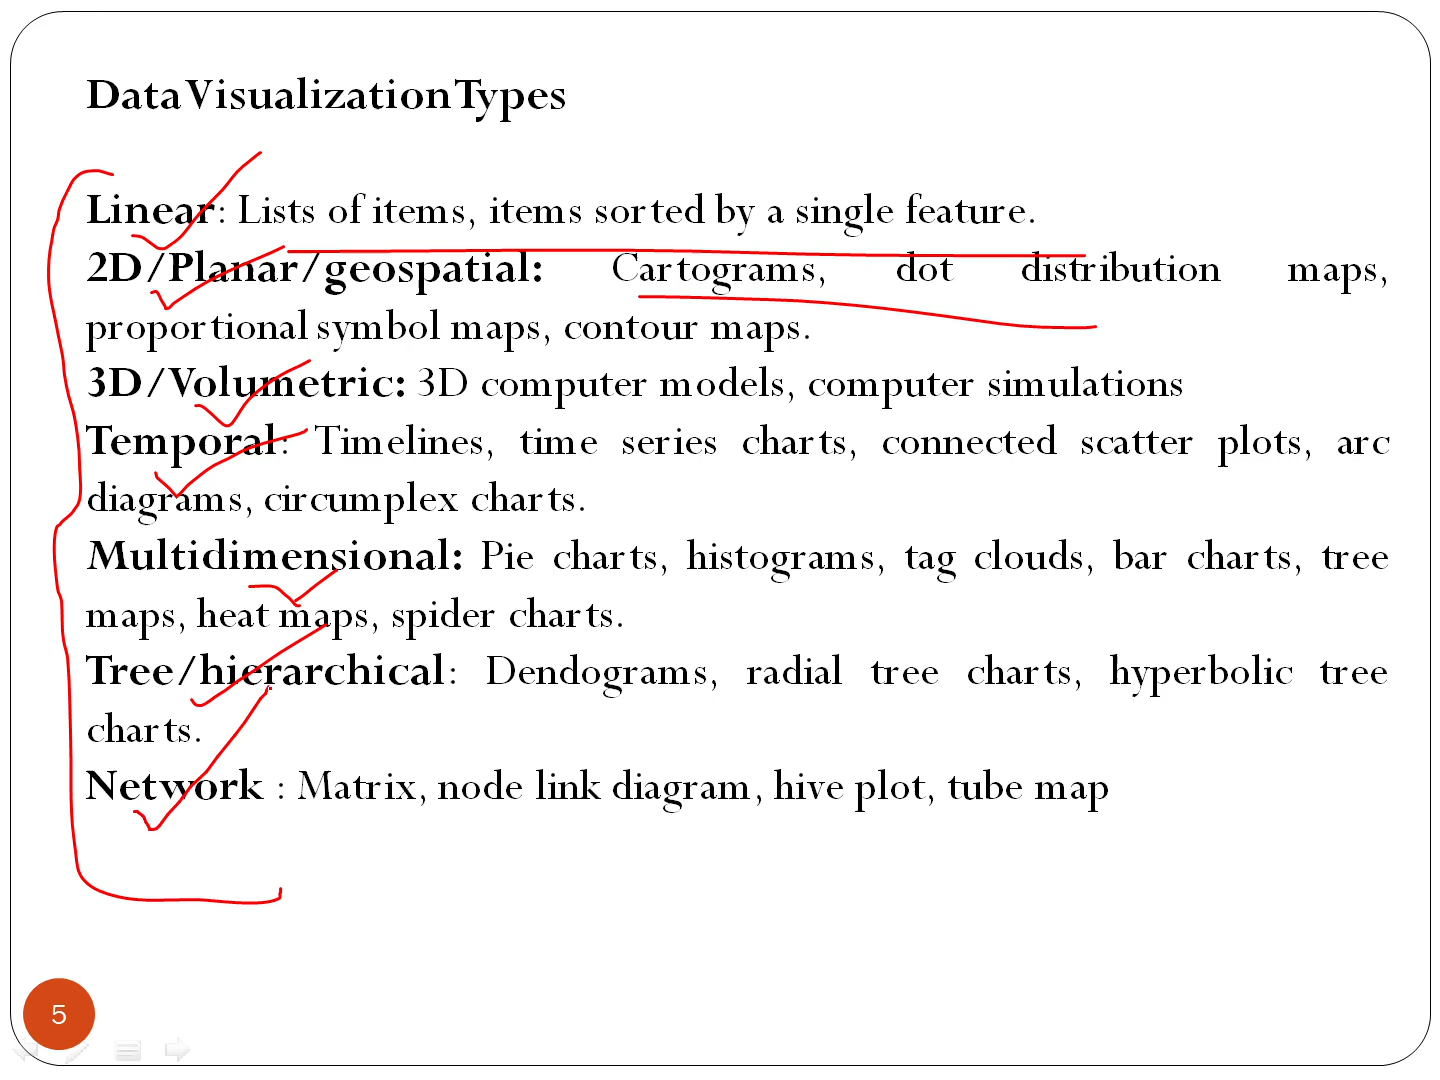 Data Visualization Types
Linear: Lists of items, items sorted by a single feature.
2D/Planar/geospatial: Cartograms, dot distribution maps,
proportional symbol maps, contour maps.
3D/Volumetric: 3D computer models, computer simulations
Temporal: Timelines, time series charts, connected scatter plots, arc
diagrams, circumplex charts.
Multidimensional: Pie charts, histograms, tag clouds, bar charts, tree
maps, heat maps, spider charts.
Tree/hierarchical: Dendograms, radial tree charts, hyperbolic tree
charts.
Network : Matrix, node link diagram, hive plot, tube map
5